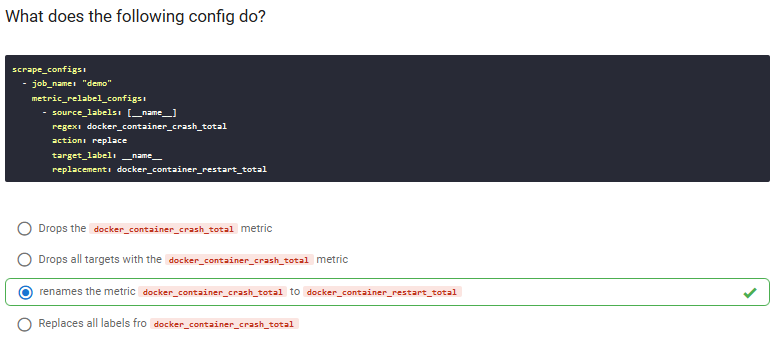 What does the following config do?
scrape_configs:
- job_name: "demo"
metric_relabel_configs:
- source_labels: [__name__]
regex: docker_container_crash_total
action: replace
target_label: __name__
replacement: docker_container_restart_total
Drops the docker_container_crash_total metric
Drops all targets with the docker_container_crash_total metric
renames the metric docker_container_crash_total to docker_container_restart_total
Replaces all labels fro docker_container_crash_total